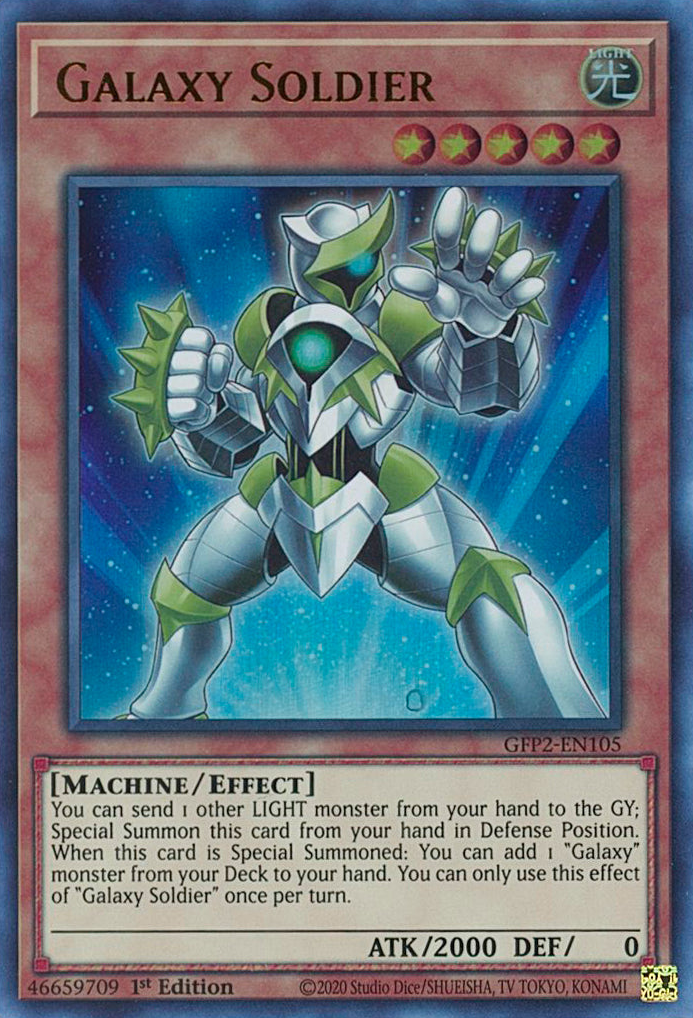 Galaxy Soldier
LIGHT
光
GFP2-EN105
[Machine/Effect]
You can send 1 other LIGHT monster from your hand to the GY;
Special Summon this card from your hand in Defense Position.
When this card is Special Summoned: You can add 1 "Galaxy"
monster from your Deck to your hand. You can only use this effect
of "Galaxy Soldier" once per turn.
ATK/2000 DEF/ 0
46659709 1st Edition ©2020 Studio Dice/SHUEISHA, TV TOKYO, KONAMI